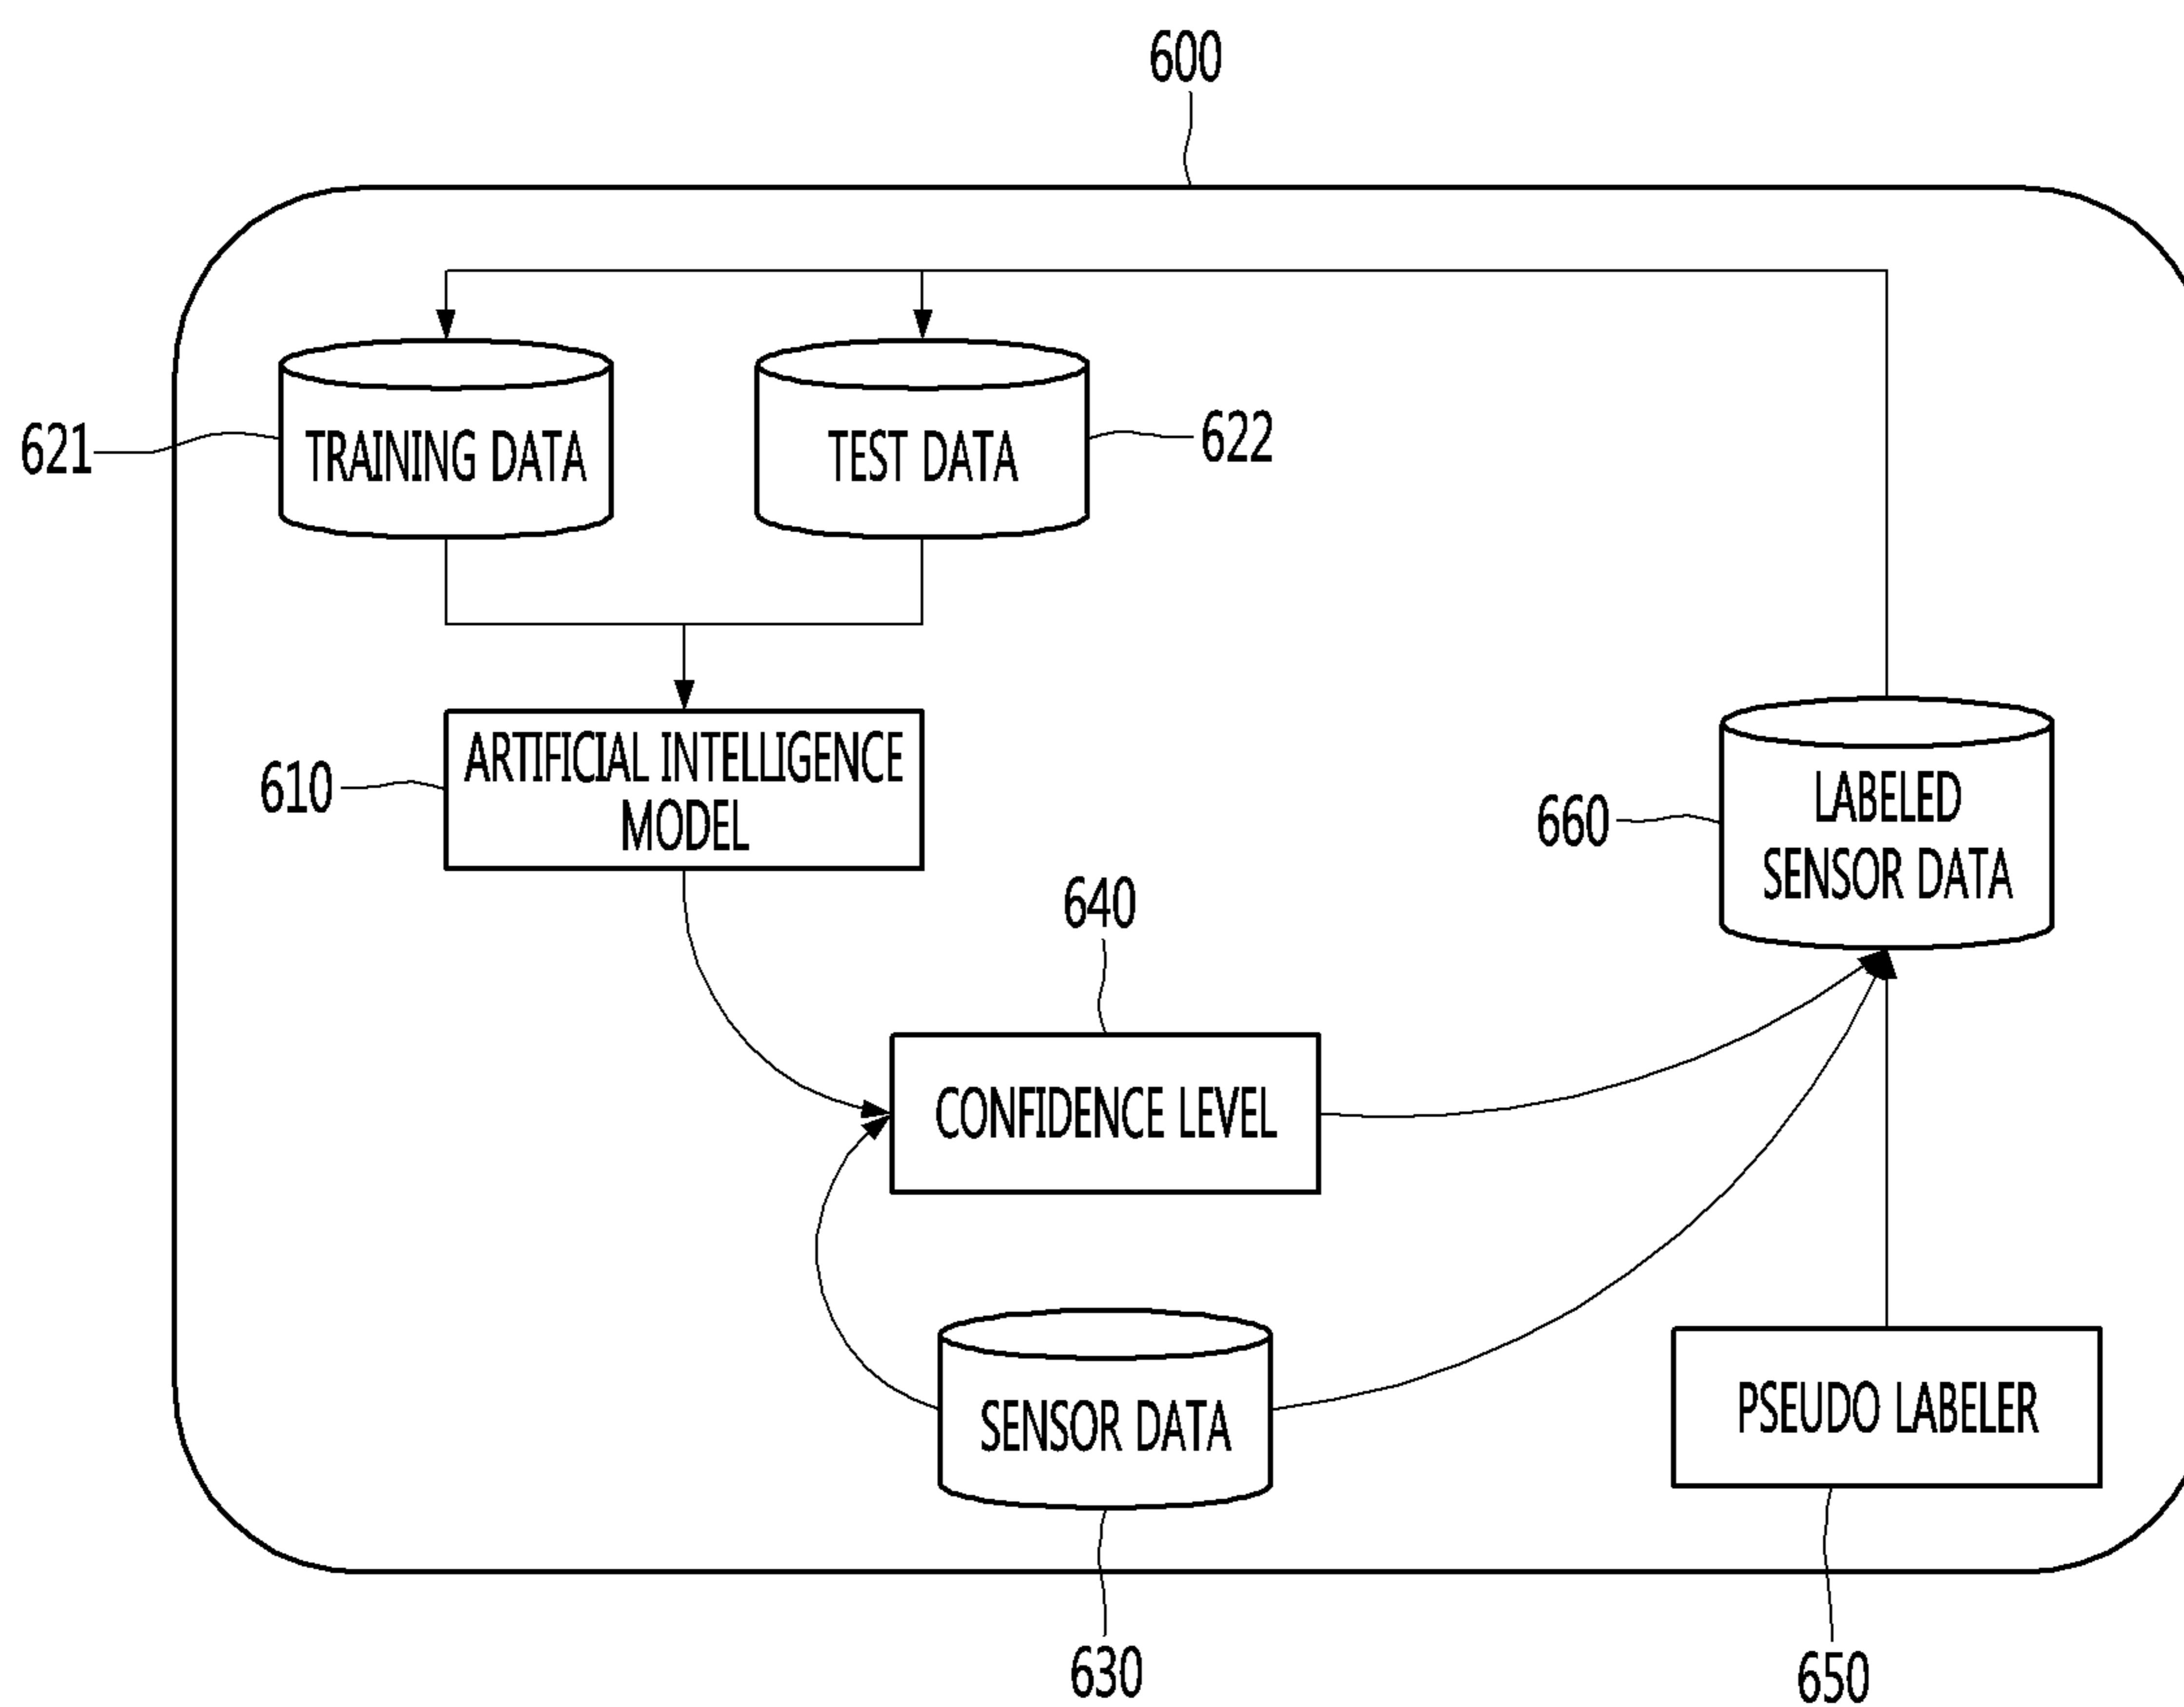 600
621
TRAINING DATA
TEST DATA
622
610
ARTIFICIAL INTELLIGENCE
MODEL
660
LABELED
SENSOR DATA
640
CONFIDENCE LEVEL
SENSOR DATA
PSEUDO LABELER
630
650